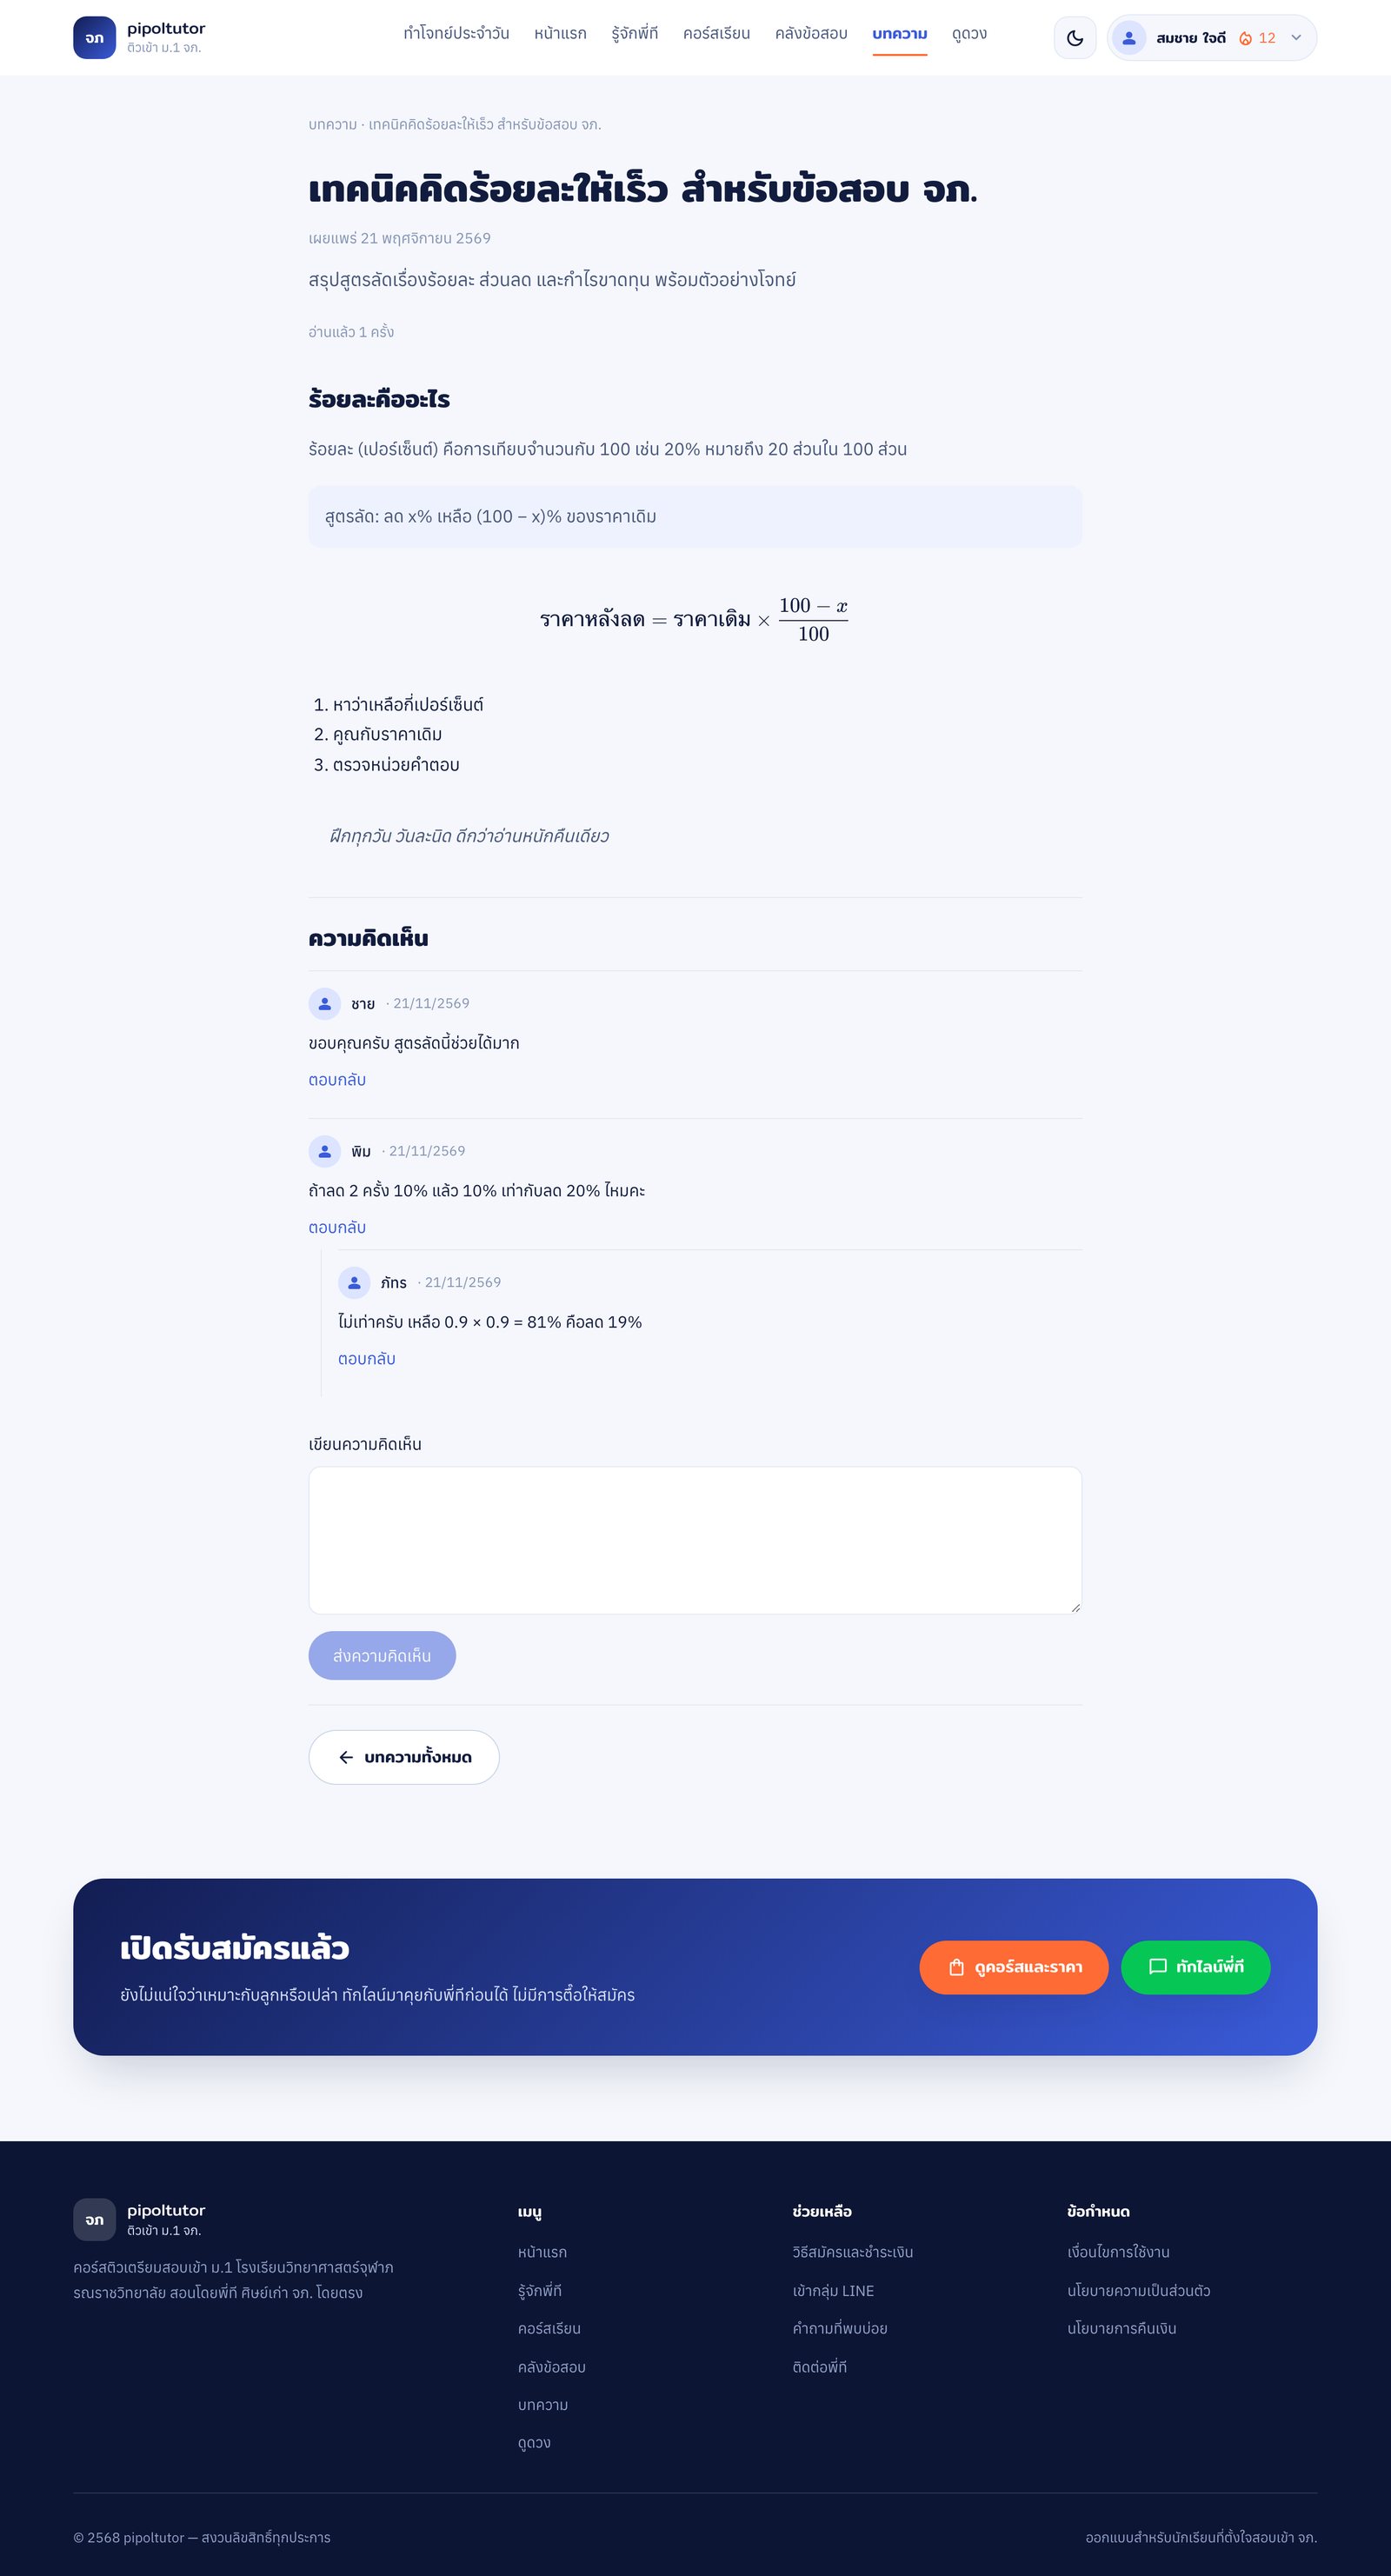 จภ
pipoltutor
ติวเข้า ม.1 จภ.
ทำโจทย์ประจำวัน
หน้าแรก
รู้จักพี่ที
คอร์สเรียน
คลังข้อสอบ
บทความ
ดูดวง
สมชาย ใจดี
12
บทความ · เทคนิคคิดร้อยละให้เร็ว สำหรับข้อสอบ จภ.
เทคนิคคิดร้อยละให้เร็ว สำหรับข้อสอบ จภ.
เผยแพร่ 21 พฤศจิกายน 2569
สรุปสูตรลัดเรื่องร้อยละ ส่วนลด และกำไรขาดทุน พร้อมตัวอย่างโจทย์
อ่านแล้ว 1 ครั้ง
ร้อยละคืออะไร
ร้อยละ (เปอร์เซ็นต์) คือการเทียบจำนวนกับ 100 เช่น 20% หมายถึง 20 ส่วนใน 100 ส่วน
สูตรลัด: ลด x% เหลือ (100 − x)% ของราคาเดิม
ราคาหลังลด = ราคาเดิม × (100 − x)/100
1. หาว่าเหลือกี่เปอร์เซ็นต์
2. คูณกับราคาเดิม
3. ตรวจหน่วยคำตอบ
ฝึกทุกวัน วันละนิด ดีกว่าอ่านหนักคืนเดียว
ความคิดเห็น
ชาย · 21/11/2569
ขอบคุณครับ สูตรลัดนี้ช่วยได้มาก
ตอบกลับ
พิม · 21/11/2569
ถ้าลด 2 ครั้ง 10% แล้ว 10% เท่ากับลด 20% ไหมคะ
ตอบกลับ
ภัทร · 21/11/2569
ไม่เท่าครับ เหลือ 0.9 × 0.9 = 81% คือลด 19%
ตอบกลับ
เขียนความคิดเห็น
ส่งความคิดเห็น
บทความทั้งหมด
เปิดรับสมัครแล้ว
ยังไม่แน่ใจว่าเหมาะกับลูกหรือเปล่า ทักไลน์มาคุยกับพี่ทีก่อนได้ ไม่มีการตื๊อให้สมัคร
ดูคอร์สและราคา
ทักไลน์พี่ที
จภ
pipoltutor
ติวเข้า ม.1 จภ.
คอร์สติวเตรียมสอบเข้า ม.1 โรงเรียนวิทยาศาสตร์จุฬาภ
รณราชวิทยาลัย สอนโดยพี่ที ศิษย์เก่า จภ. โดยตรง
เมนู
หน้าแรก
รู้จักพี่ที
คอร์สเรียน
คลังข้อสอบ
บทความ
ดูดวง
ช่วยเหลือ
วิธีสมัครและชำระเงิน
เข้ากลุ่ม LINE
คำถามที่พบบ่อย
ติดต่อพี่ที
ข้อกำหนด
เงื่อนไขการใช้งาน
นโยบายความเป็นส่วนตัว
นโยบายการคืนเงิน
© 2568 pipoltutor — สงวนลิขสิทธิ์ทุกประการ
ออกแบบสำหรับนักเรียนที่ตั้งใจสอบเข้า จภ.